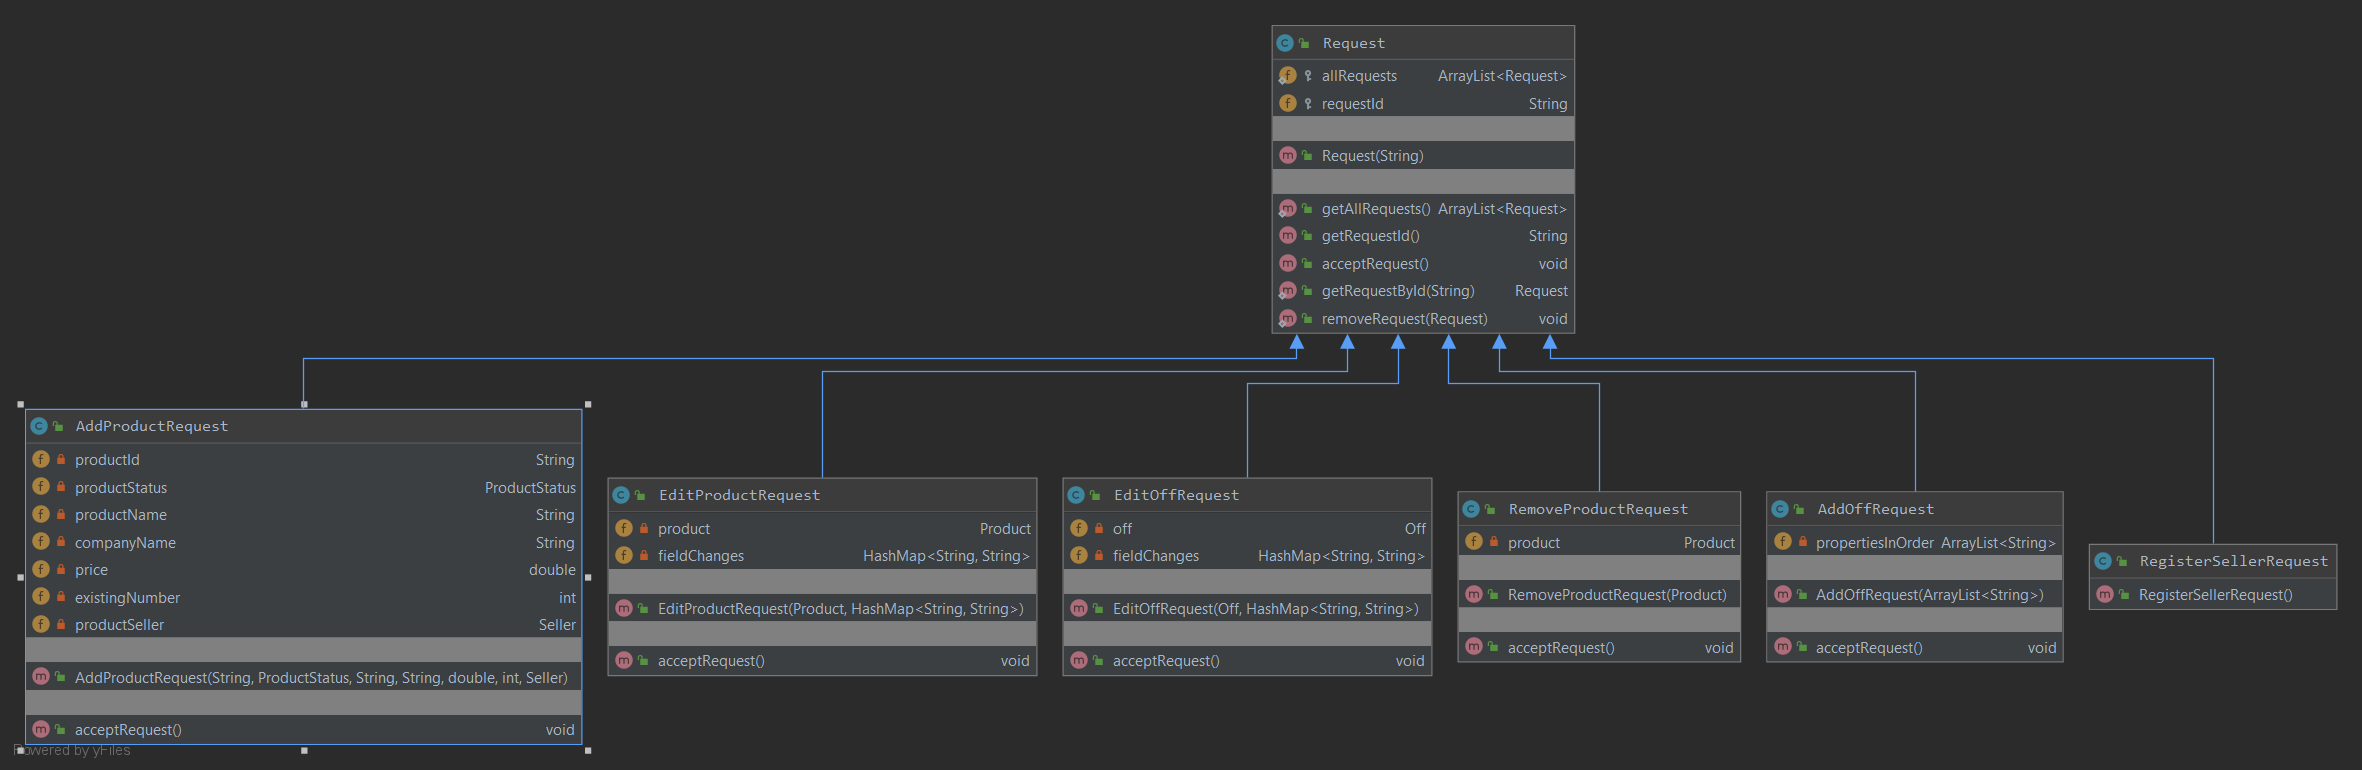 Request
allRequests ArrayList<Request>
requestId String
Request(String)
getAllRequests() ArrayList<Request>
getRequestId() String
acceptRequest() void
getRequestById(String) Request
removeRequest(Request) void
AddProductRequest
productId String
productStatus ProductStatus
productName String
companyName String
price double
existingNumber int
productSeller Seller
AddProductRequest(String, ProductStatus, String, String, double, int, Seller)
acceptRequest() void
EditProductRequest
product Product
fieldChanges HashMap<String, String>
EditProductRequest(Product, HashMap<String, String>)
acceptRequest() void
EditOffRequest
off Off
fieldChanges HashMap<String, String>
EditOffRequest(Off, HashMap<String, String>)
acceptRequest() void
RemoveProductRequest
product Product
RemoveProductRequest(Product)
acceptRequest() void
AddOffRequest
propertiesInOrder ArrayList<String>
AddOffRequest(ArrayList<String>)
acceptRequest() void
RegisterSellerRequest
RegisterSellerRequest()
Powered by yFiles